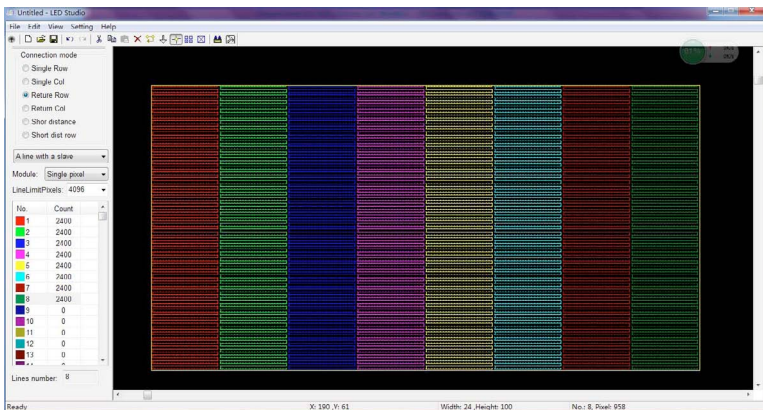 Untitled - LED Studio
File Edit View Setting Help
Connection mode
Single Row
Single Col
Reture Row
Return Col
Shor distance
Short dist row
A line with a slave
Module: Single pixel
LineLimitPixels: 4096
No. Count
1 2400
2 2400
3 2400
4 2400
5 2400
6 2400
7 2400
8 2400
9 0
10 0
11 0
12 0
13 0
Lines number: 8
Ready X: 190 ,Y: 61 Width: 24 ,Height: 100 No.: 8, Pixel: 958